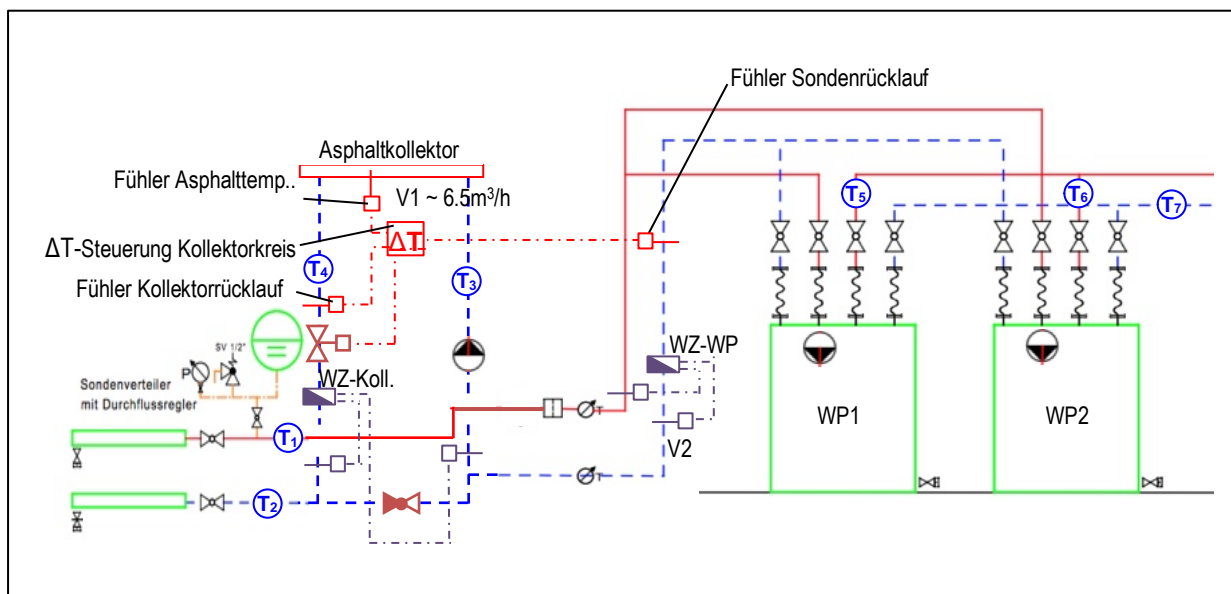 Fühler Sondenrücklauf
Asphaltkollektor
Fühler Asphalttemp..
V1 ~ 6.5m³/h
T5
T6
T7
ΔT-Steuerung Kollektorkreis
ΔT
T4
T3
Fühler Kollektorrücklauf
SV 1/2"
WZ-WP
P
WZ-Koll.
Sondenverteiler
mit Durchflussregler
T
WP1
WP2
T1
V2
T
T2